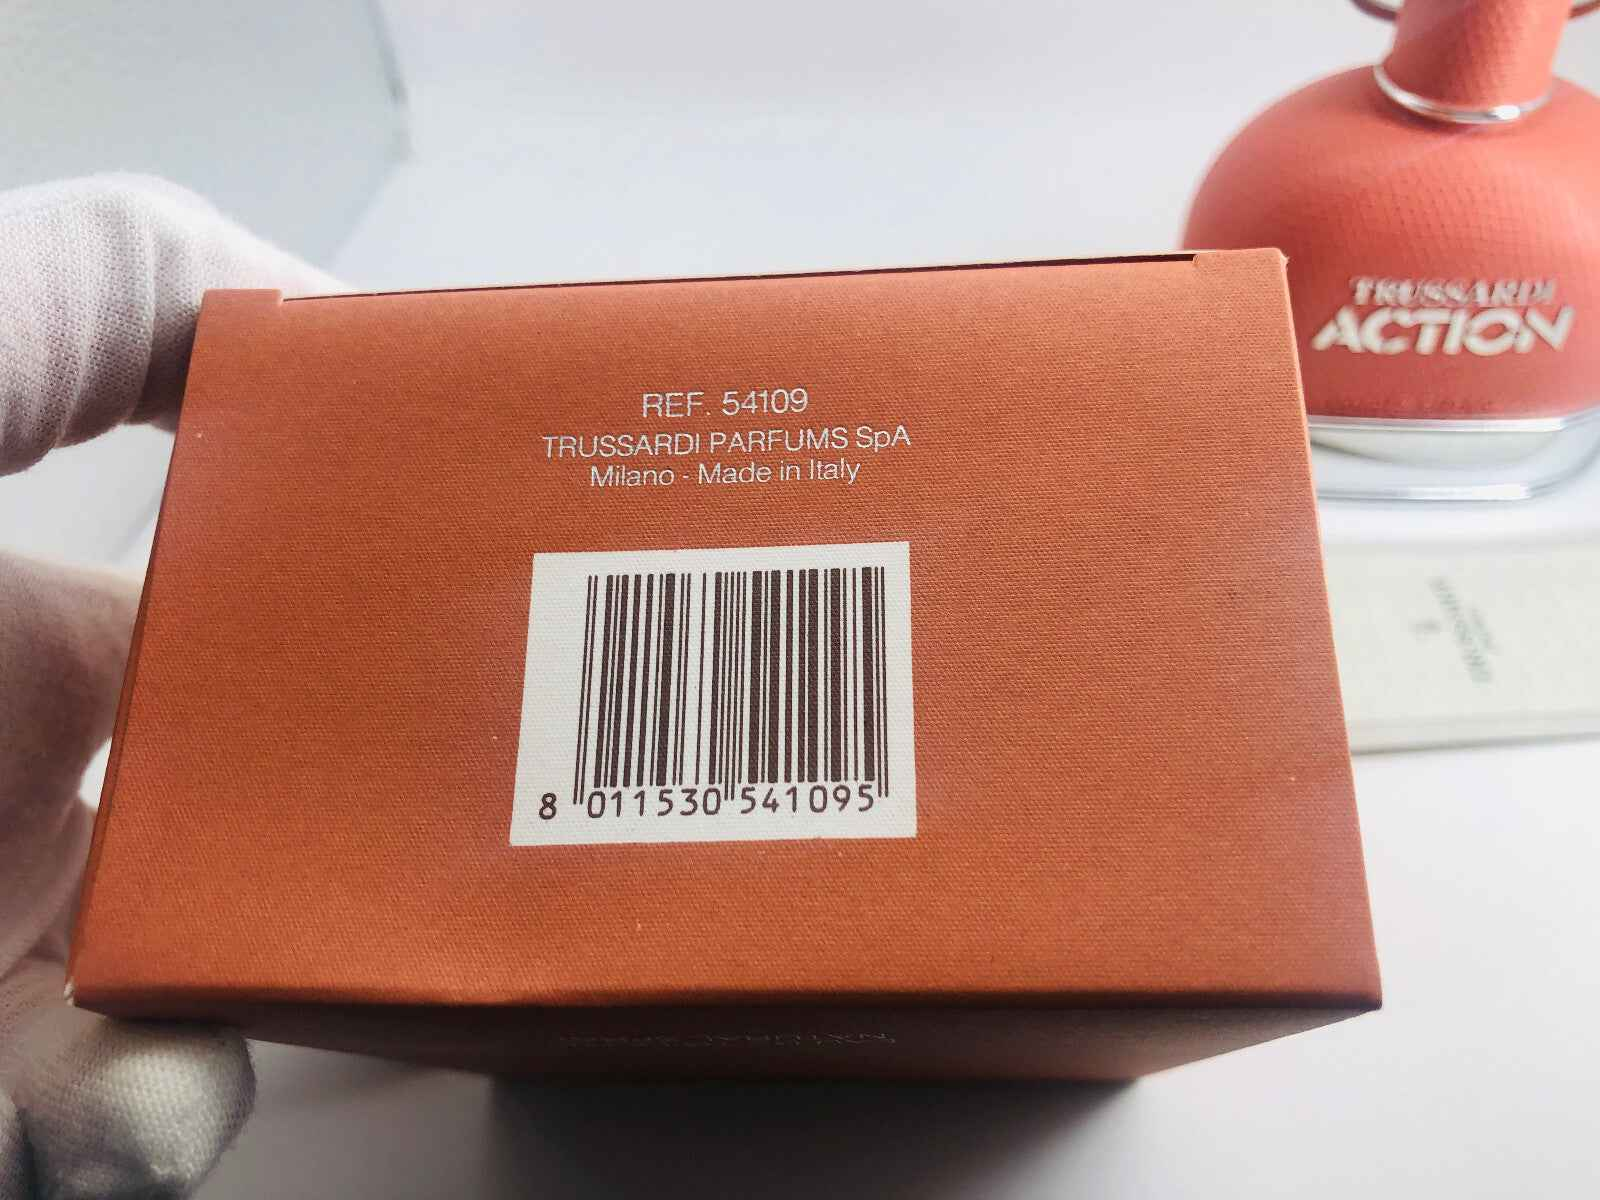 TRUSSARDI
ACTION
REF. 54109
TRUSSARDI PARFUMS SpA
Milano - Made in Italy
8 011530 541095